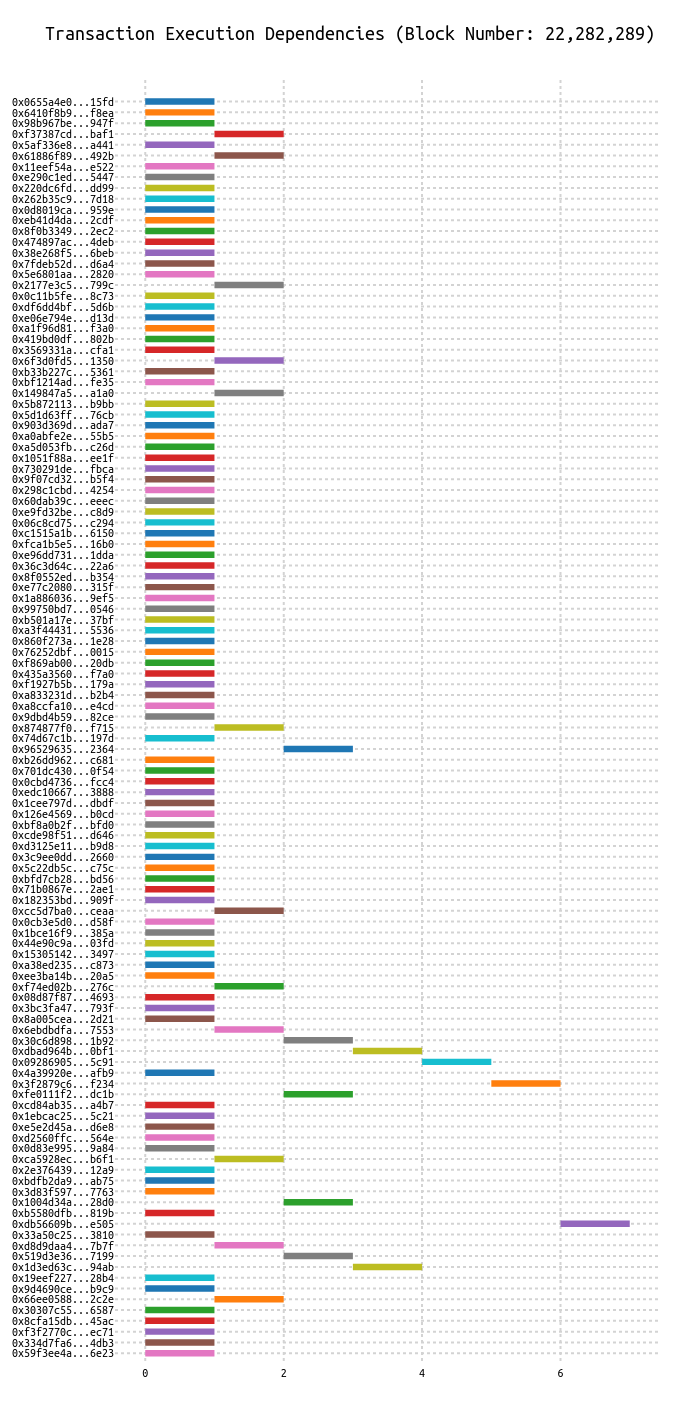 Transaction Execution Dependencies (Block Number: 22,282,289)
0x0655a4e0...15fd
0x6410f8b9...f8ea
0x98b967be...947f
0xf37387cd...baf1
0x5af336e8...a441
0x61886f89...492b
0x11eef54a...e522
0xe290c1ed...5447
0x220dc6fd...dd99
0x262b35c9...7d18
0x0d8019ca...959e
0xeb41d4da...2cdf
0x8f0b3349...2ec2
0x474897ac...4deb
0x38e268f5...6beb
0x7fdeb52d...d6a4
0x5e6801aa...2820
0x2177e3c5...799c
0x0c11b5fe...8c73
0xdf6dd4bf...5d6b
0xe06e794e...d13d
0xa1f96d81...f3a0
0x419bd0df...802b
0x3569331a...cfa1
0x6f3d0fd5...1350
0xb33b227c...5361
0xbf1214ad...fe35
0x149847a5...a1a0
0x5b872113...b9bb
0x5d1d63ff...76cb
0x903d369d...ada7
0xa0abfe2e...55b5
0xa5d053fb...c26d
0x1051f88a...ee1f
0x730291de...fbca
0x9f07cd32...b5f4
0x298c1cbd...4254
0x60dab39c...eeec
0xe9fd32be...c8d9
0x06c8cd75...c294
0xc1515a1b...6150
0xfca1b5e5...16b0
0xe96dd731...1dda
0x36c3d64c...22a6
0x8f0552ed...b354
0xe77c2080...315f
0x1a886036...9ef5
0x99750bd7...0546
0xb501a17e...37bf
0xa3f44431...5536
0x860f273a...1e28
0x76252dbf...0015
0xf869ab00...20db
0x435a3560...f7a0
0xf1927b5b...179a
0xa833231d...b2b4
0xa8ccfa10...e4cd
0x9dbd4b59...82ce
0x874877f0...f715
0x74d67c1b...197d
0x96529635...2364
0xb26dd962...c681
0x701dc430...0f54
0x0cbd4736...fcc4
0xedc10667...3888
0x1cee797d...dbdf
0x126e4569...b0cd
0xbf8a0b2f...bfd0
0xcde98f51...d646
0xd3125e11...b9d8
0x3c9ee0dd...2660
0x5c22db5c...c75c
0xbfd7cb28...bd56
0x71b0867e...2ae1
0x182353bd...909f
0xcc5d7ba0...ceaa
0x0cb3e5d0...d58f
0x1bce16f9...385a
0x44e90c9a...03fd
0x15305142...3497
0xa38ed235...c873
0xee3ba14b...20a5
0xf74ed02b...276c
0x08d87f87...4693
0x3bc3fa47...793f
0x8a005cea...2d21
0x6ebdbdfa...7553
0x30c6d898...1b92
0xdbad964b...0bf1
0x09286905...5c91
0x4a39920e...afb9
0x3f2879c6...f234
0xfe0111f2...dc1b
0xcd84ab35...a4b7
0x1ebcac25...5c21
0xe5e2d45a...d6e8
0xd2560ffc...564e
0x0d83e995...9a84
0xca5928ec...b6f1
0x2e376439...12a9
0xbdfb2da9...ab75
0x3d83f597...7763
0x1004d34a...28d0
0xb5580dfb...819b
0xdb56609b...e505
0x33a50c25...3810
0xd8d9daa4...7b7f
0x519d3e36...7199
0x1d3ed63c...94ab
0x19eef227...28b4
0x9d4690ce...b9c9
0x66ee0588...2c2e
0x30307c55...6587
0x8cfa15db...45ac
0xf3f2770c...ec71
0x334d7fa6...4db3
0x59f3ee4a...6e23
0 2 4 6